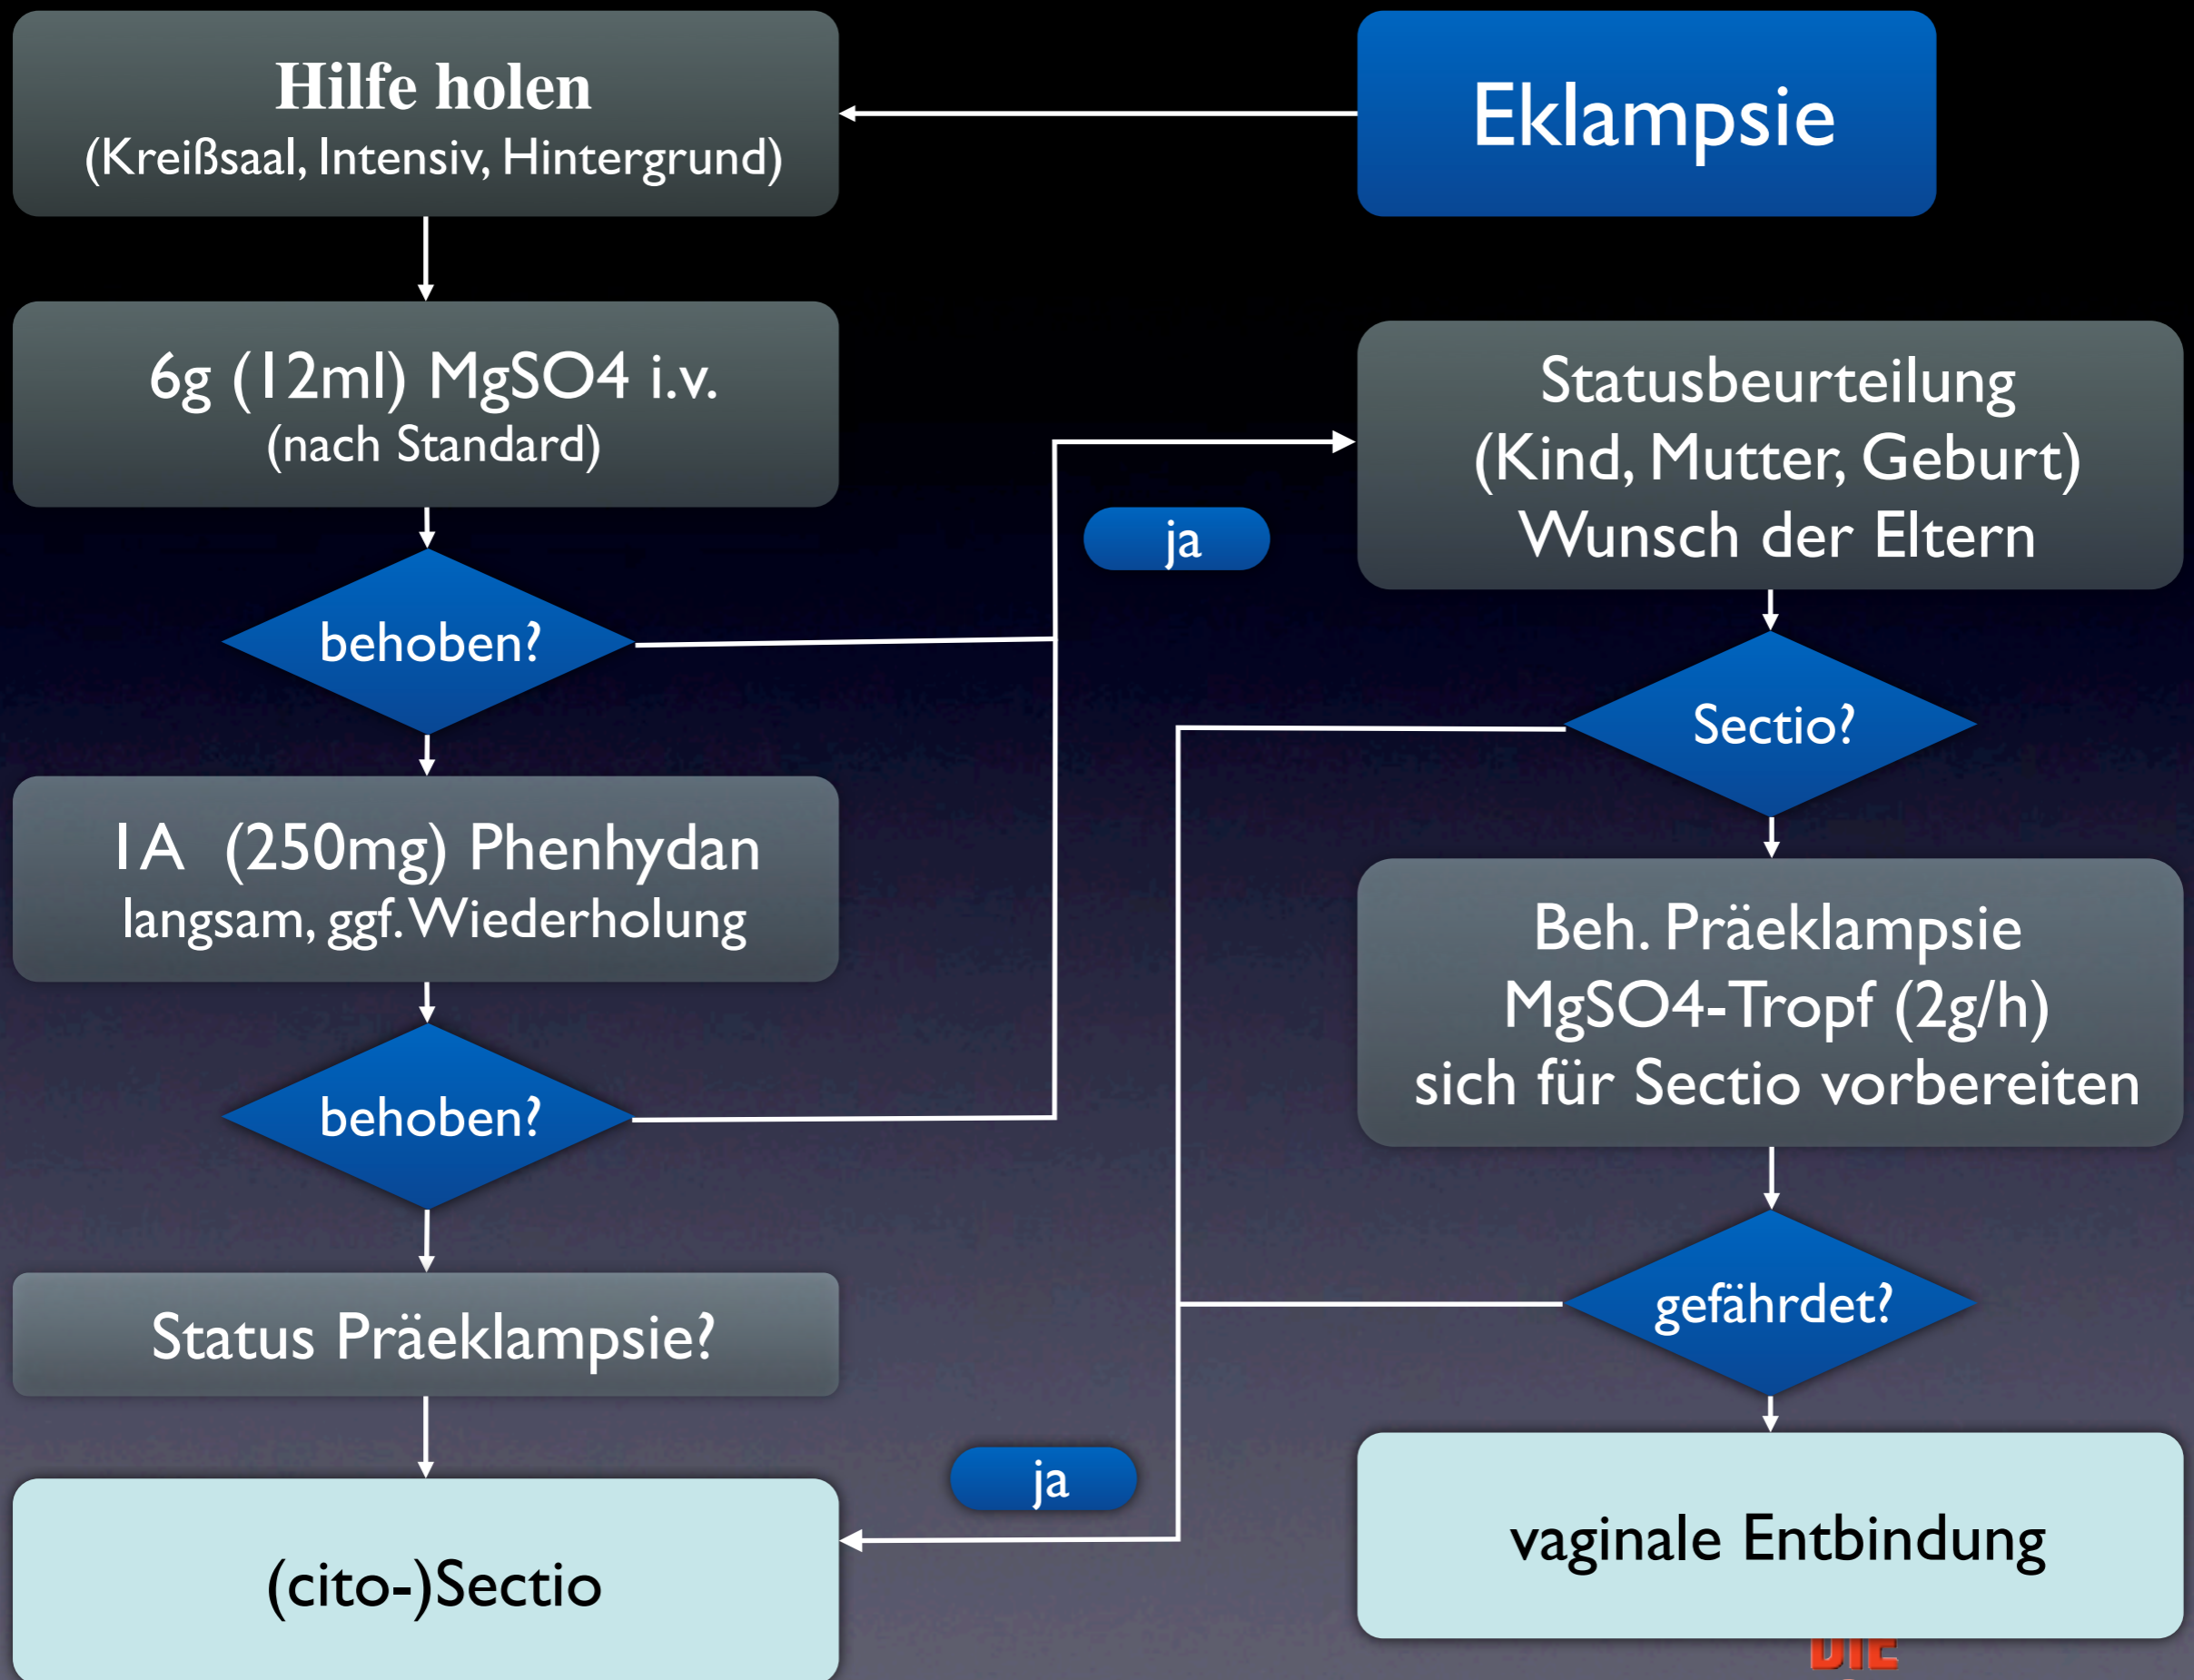 Eklampsie
Hilfe holen
(Kreißsaal, Intensiv, Hintergrund)
6g (12ml) MgSO4 i.v.
(nach Standard)
behoben?
1A (250mg) Phenhydan
langsam, ggf. Wiederholung
behoben?
Status Präeklampsie?
(cito-)Sectio
ja
Statusbeurteilung
(Kind, Mutter, Geburt)
Wunsch der Eltern
Sectio?
Beh. Präeklampsie
MgSO4-Tropf (2g/h)
sich für Sectio vorbereiten
gefährdet?
ja
vaginale Entbindung
DIE